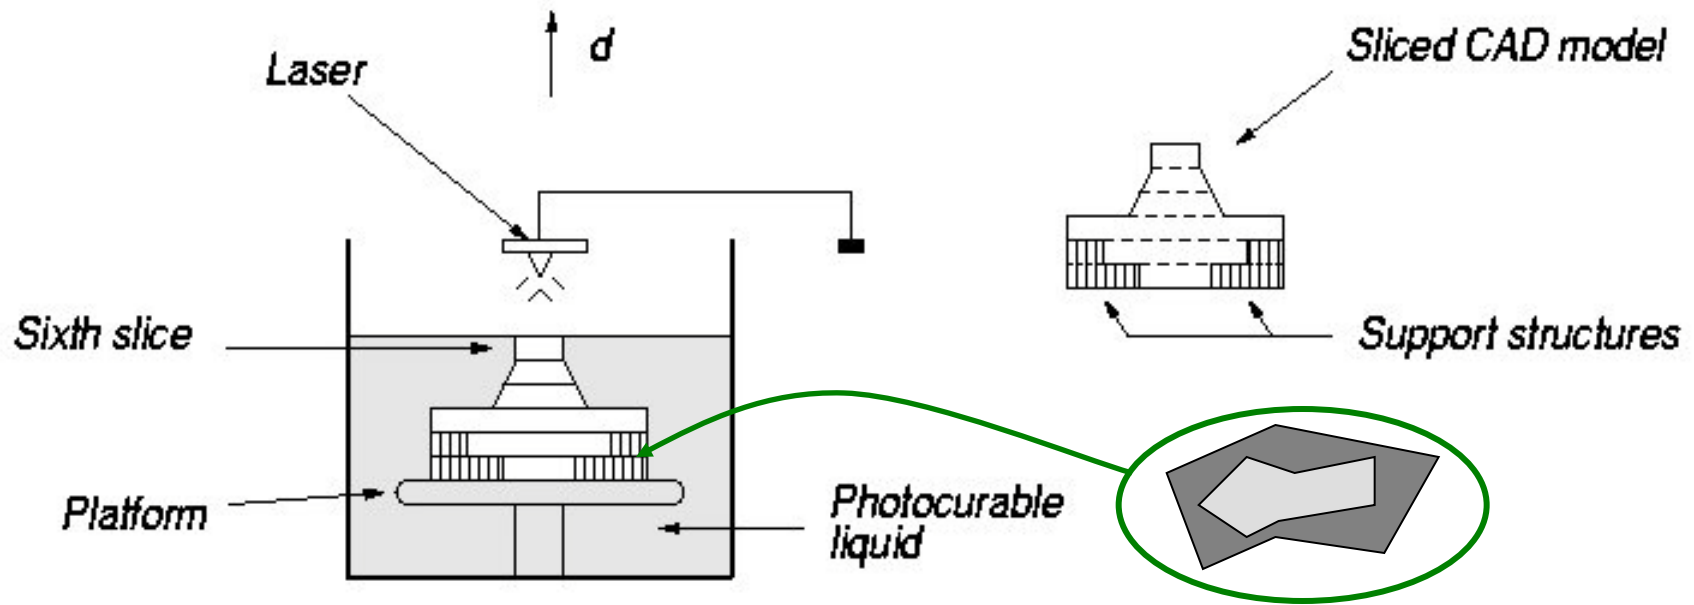 d
Laser
Sliced CAD model
Sixth slice
Support structures
Platform
Photocurable
liquid